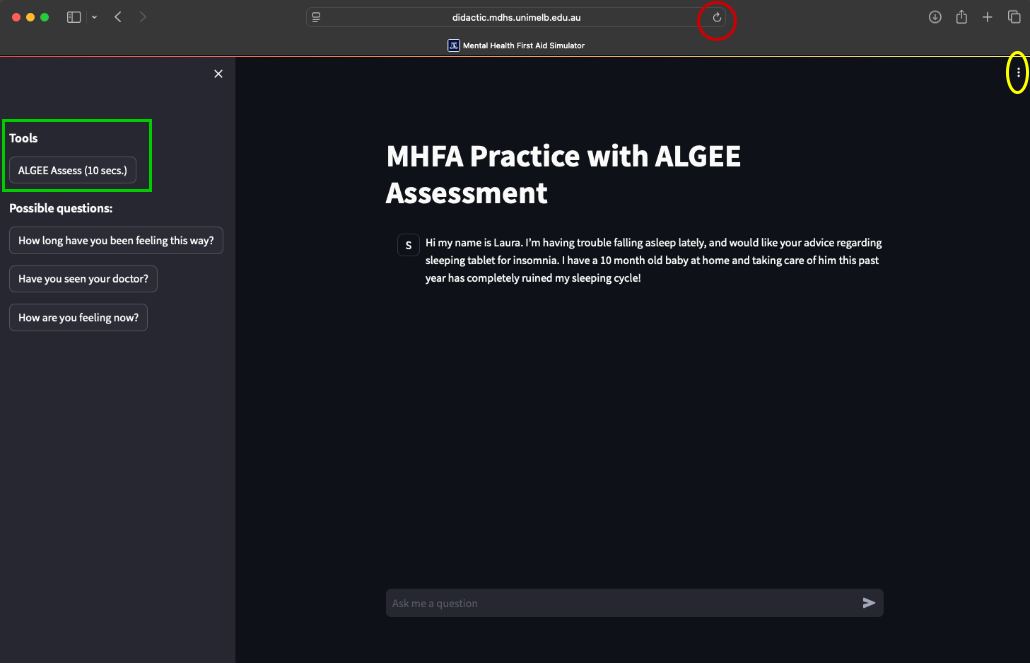 didactic.mdhs.unimelb.edu.au
Mental Health First Aid Simulator
Tools
ALGEE Assess (10 secs.)
Possible questions:
How long have you been feeling this way?
Have you seen your doctor?
How are you feeling now?
MHFA Practice with ALGEE
Assessment
S
Hi my name is Laura. I'm having trouble falling asleep lately, and would like your advice regarding
sleeping tablet for insomnia. I have a 10 month old baby at home and taking care of him this past
year has completely ruined my sleeping cycle!
Ask me a question